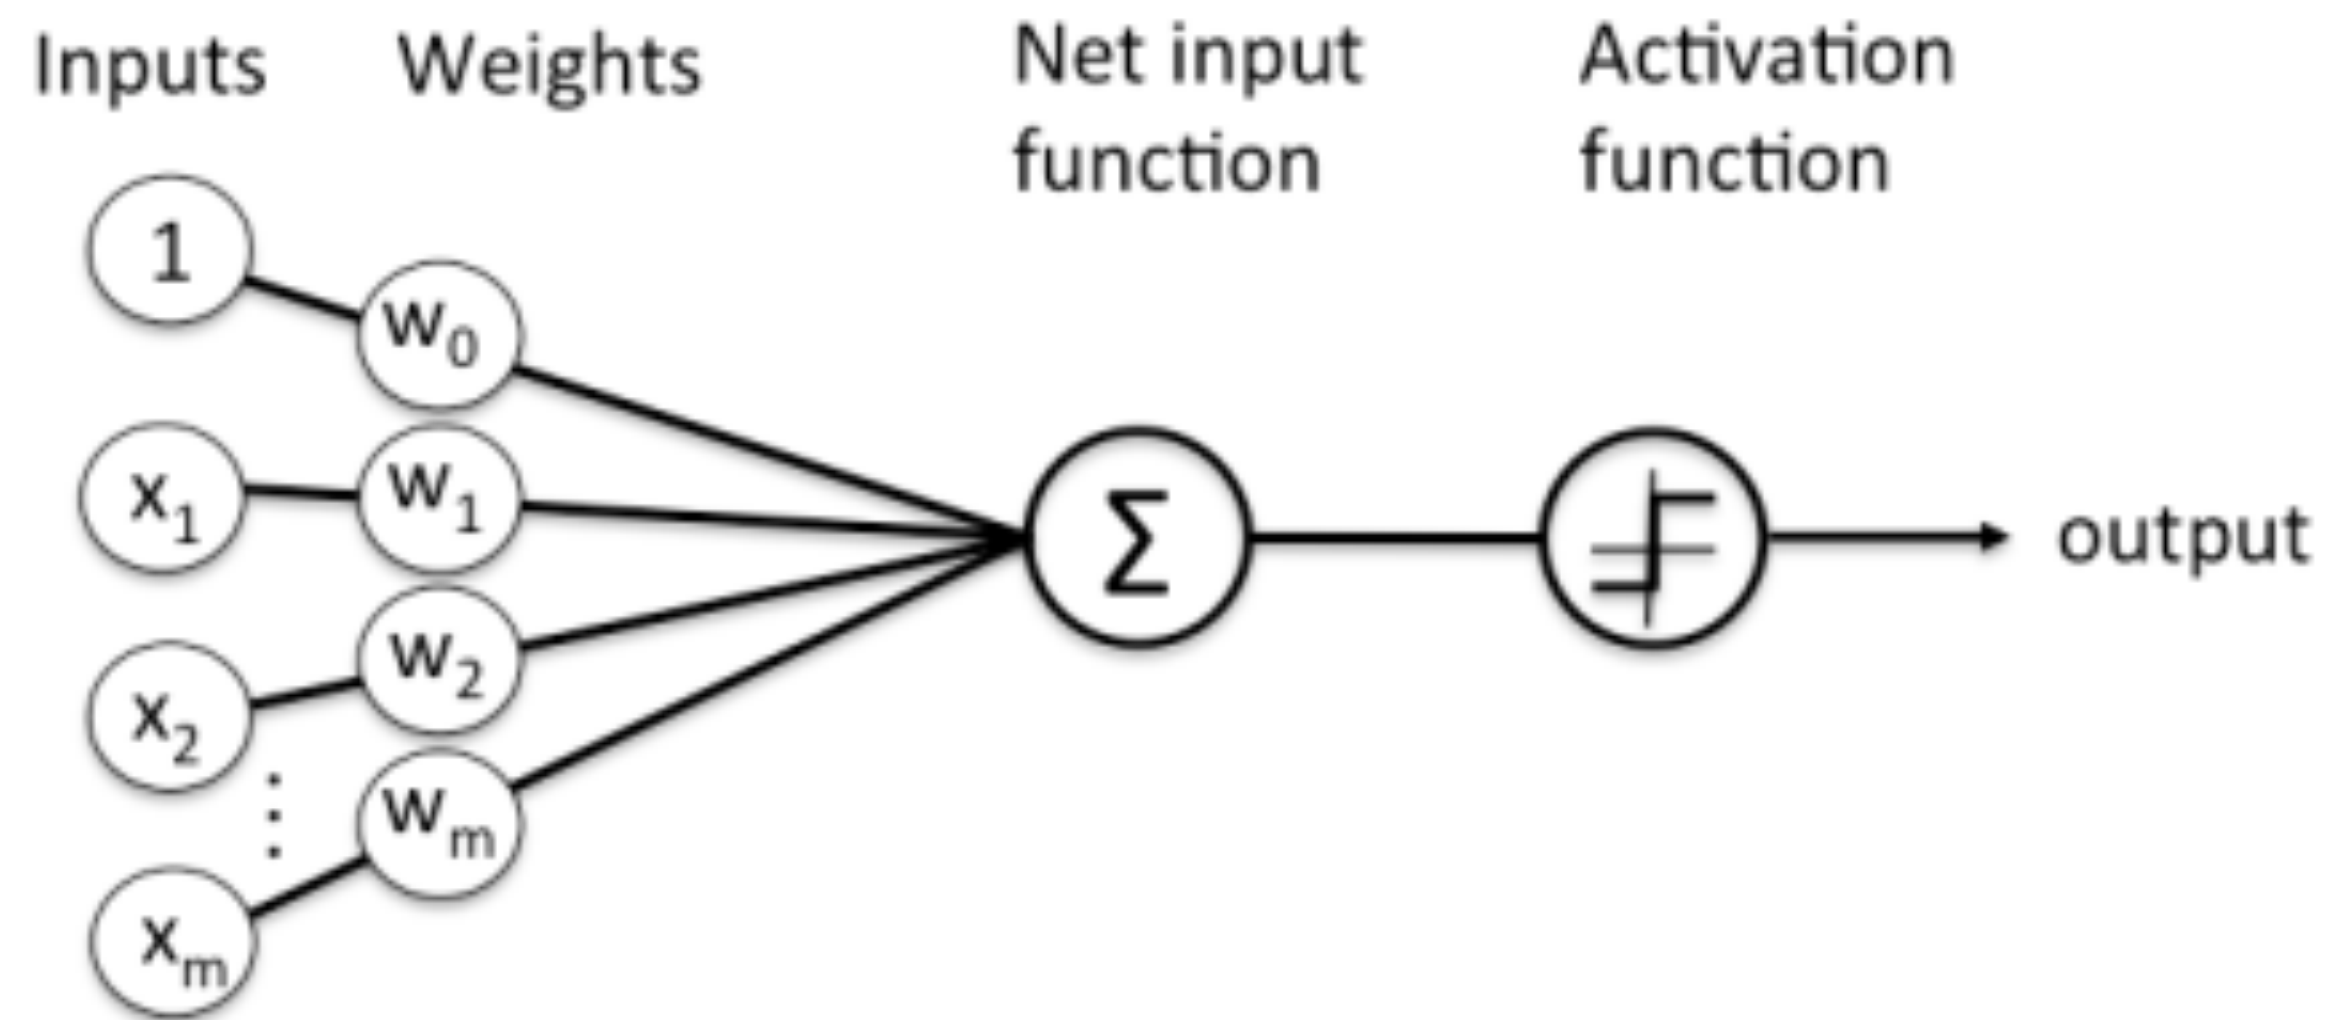 Inputs
Weights
Net input
function
Activation
function
1
w0
x1
w1
x2
w2
⋮
xm
wm
Σ
output